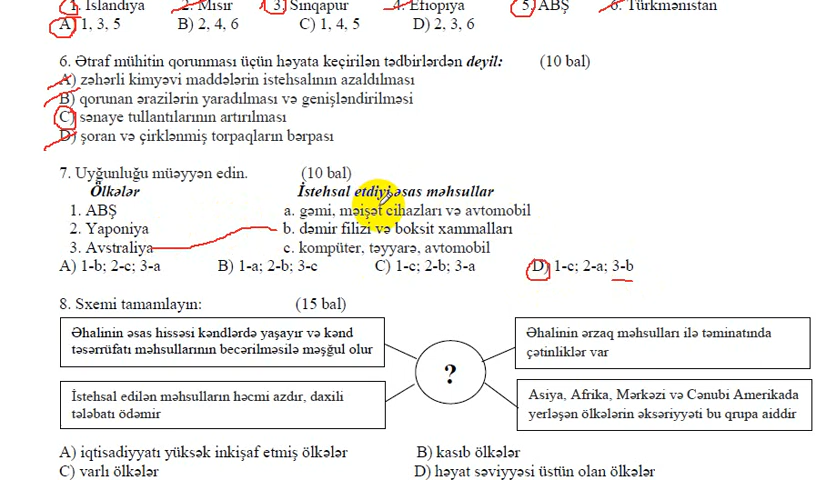 1. İslandiya 2. Misir 3. Sinqapur 4. Efiopiya 5. ABŞ 6. Türkmənistan
A) 1, 3, 5 B) 2, 4, 6 C) 1, 4, 5 D) 2, 3, 6
6. Ətraf mühitin qorunması üçün həyata keçirilən tədbirlərdən deyil: (10 bal)
A) zəhərli kimyəvi maddələrin istehsalının azaldılması
B) qorunan ərazilərin yaradılması və genişləndirilməsi
C) sənaye tullantılarının artırılması
D) şoran və çirklənmiş torpaqların bərpası
7. Uyğunluğu müəyyən edin. (10 bal)
Ölkələr İstehsal etdiyi əsas məhsullar
1. ABŞ a. gəmi, məişət cihazları və avtomobil
2. Yaponiya b. dəmir filizi və boksit xammalları
3. Avstraliya c. kompüter, təyyarə, avtomobil
A) 1-b; 2-c; 3-a B) 1-a; 2-b; 3-c C) 1-c; 2-b; 3-a D) 1-c; 2-a; 3-b
8. Sxemi tamamlayın: (15 bal)
Əhalinin əsas hissəsi kəndlərdə yaşayır və kənd
təsərrüfatı məhsullarının becərilməsilə məşğul olur
Əhalinin ərzaq məhsulları ilə təminatında
çətinliklər var
?
İstehsal edilən məhsulların həcmi azdır, daxili
tələbatı ödəmir
Asiya, Afrika, Mərkəzi və Cənubi Amerikada
yerləşən ölkələrin əksəriyyəti bu qrupa aiddir
A) iqtisadiyyatı yüksək inkişaf etmiş ölkələr B) kasıb ölkələr
C) varlı ölkələr D) həyat səviyyəsi üstün olan ölkələr